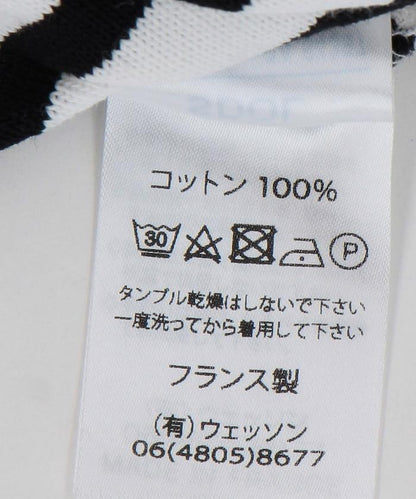 コットン 100%
30 P
タンブル乾燥はしないで下さい
一度洗ってから着用して下さい
フランス製
(有)ウェッソン
06(4805)8677